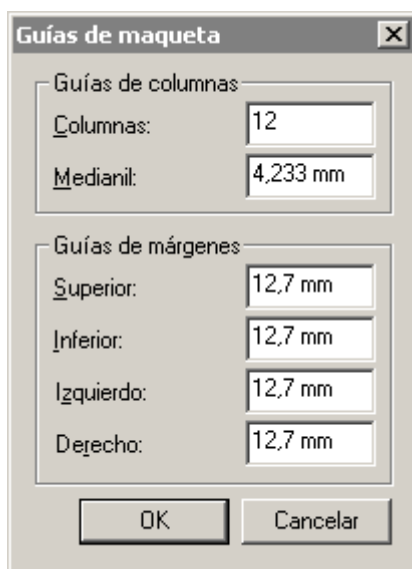 Guías de maqueta
Guías de columnas
Columnas: 12
Medianil: 4,233 mm
Guías de márgenes
Superior: 12,7 mm
Inferior: 12,7 mm
Izquierdo: 12,7 mm
Derecho: 12,7 mm
OK Cancelar